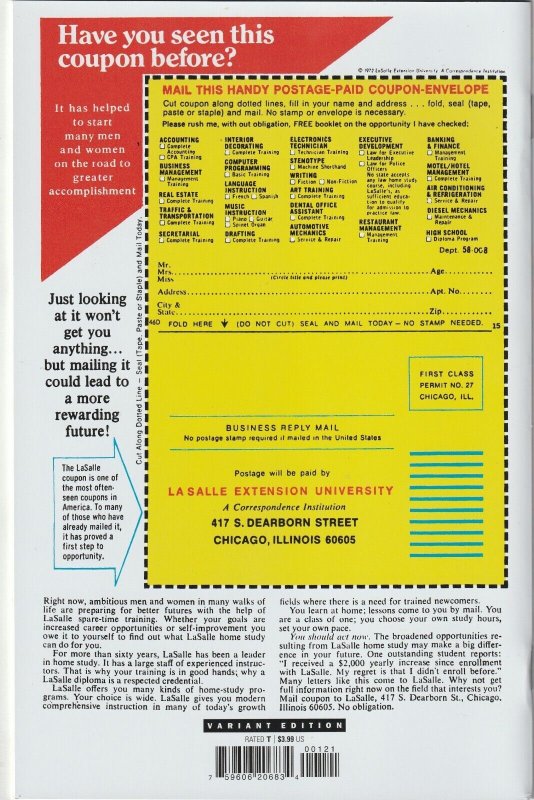 Have you seen this
coupon before?
© 1972 LaSalle Extension University A Correspondence Institution
It has helped
to start
many men
and women
on the road to
greater
accomplishment
MAIL THIS HANDY POSTAGE-PAID COUPON-ENVELOPE
Cut coupon along dotted lines, fill in your name and address . . . fold, seal (tape,
paste or staple) and mail. No stamp or envelope is necessary.
Please rush me, with out obligation, FREE booklet on the opportunity I have checked:
ACCOUNTING
Complete
Accounting
CPA Training
BUSINESS
MANAGEMENT
Management
Training
REAL ESTATE
Complete Training
TRAFFIC &
TRANSPORTATION
Complete Training
SECRETARIAL
Complete Training
INTERIOR
DECORATING
Complete Training
COMPUTER
PROGRAMMING
Basic Training
LANGUAGE
INSTRUCTION
French Spanish
MUSIC
INSTRUCTION
Piano Guitar
Spinet Organ
DRAFTING
Complete Training
ELECTRONICS
TECHNICIAN
Technician Training
STENOTYPE
Machine Shorthand
WRITING
Fiction Non-Fiction
ART TRAINING
Complete Training
DENTAL OFFICE
ASSISTANT
Complete Training
AUTOMOTIVE
MECHANICS
Service & Repair
EXECUTIVE
DEVELOPMENT
Law for Executive
Leadership
Law for Police
Officers
No state accepts
any law home study
course, including
LaSalle's, as
sufficient educa-
tion to qualify
for admission to
practice law.
RESTAURANT
MANAGEMENT
Management
Training
BANKING
& FINANCE
Management
Training
MOTEL/HOTEL
MANAGEMENT
Complete Training
AIR CONDITIONING
& REFRIGERATION
Service & Repair
DIESEL MECHANICS
Maintenance &
Repair
HIGH SCHOOL
Diploma Program
Dept. 58-068
Mr.
Mrs. Age
Miss (Circle title and please print)
Address Apt. No.
City &
State Zip
460 FOLD HERE (DO NOT CUT) SEAL AND MAIL TODAY – NO STAMP NEEDED. 15
Cut Along Dotted Line – Seal (Tape, Paste or Staple) and Mail Today.
Just looking
at it won't
get you
anything...
but mailing it
could lead to
a more
rewarding
future!
The LaSalle
coupon is one of
the most often-
seen coupons in
America. To many
of those who have
already mailed it,
it has proved a
first step to
opportunity.
FIRST CLASS
PERMIT NO. 27
CHICAGO, ILL.
BUSINESS REPLY MAIL
No postage stamp required if mailed in the United States
Postage will be paid by
LA SALLE EXTENSION UNIVERSITY
A Correspondence Institution
417 S. DEARBORN STREET
CHICAGO, ILLINOIS 60605
Right now, ambitious men and women in many walks of
life are preparing for better futures with the help of
LaSalle spare-time training. Whether your goals are
increased career opportunities or self-improvement you
owe it to yourself to find out what LaSalle home study
can do for you.
For more than sixty years, LaSalle has been a leader
in home study. It has a large staff of experienced instruc-
tors. That is why your training is in good hands; why a
LaSalle diploma is a respected credential.
LaSalle offers you many kinds of home-study pro-
grams. Your choice is wide. LaSalle gives you modern
comprehensive instruction in many of today's growth
fields where there is a need for trained newcomers.
You learn at home; lessons come to you by mail. You
are a class of one; you choose your own study hours,
set your own pace.
You should act now. The broadened opportunities re-
sulting from LaSalle home study may make a big differ-
ence in your future. One outstanding student reports:
"I received a $2,000 yearly increase since enrollment
with LaSalle. My regret is that I didn't enroll before."
Many letters like this come to LaSalle. Why not get
full information right now on the field that interests you?
Mail coupon to LaSalle, 417 S. Dearborn St., Chicago,
Illinois 60605. No obligation.
VARIANT EDITION
RATED T $3.99 US
00121
7 59606 20683 4